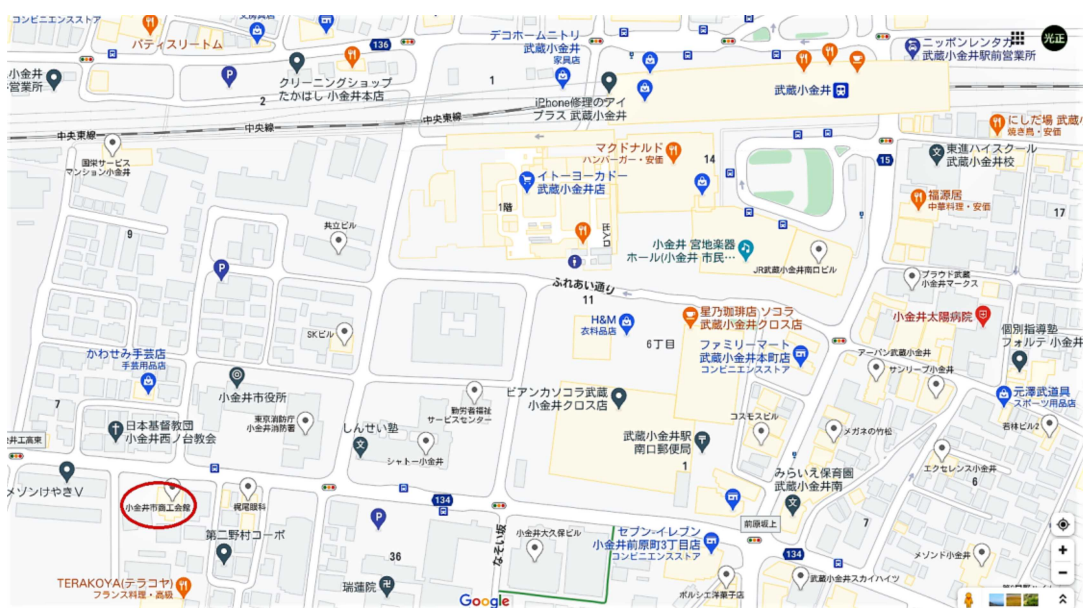 コンビニエンスストア
パティスリートム
136
クリーニングショップ
たかはし 小金井本店
デコホームニトリ
武蔵小金井
家具店
iPhone修理のアイ
プラス 武蔵小金井
武蔵小金井
ニッポンレンタカ
武蔵小金井駅前営業所
光正
小金井
営業所
P
2
1
中央東線
中央線
中央線
国栄サービス
マンション小金井
マクドナルド
ハンバーガー・安価
14
イトーヨーカドー
武蔵小金井店
1階
出入口
15
にしだ場 武蔵
焼き鳥・安価
東進ハイスクール
武蔵小金井校
福源居
中華料理・安価
17
9
共立ビル
P
小金井 宮地楽器
ホール(小金井 市民…
JR武蔵小金井南口ビル
ふれあい通り
11
プラウド武蔵
小金井マークス
H&M
衣料品店
6丁目
星乃珈琲店 ソコラ
武蔵小金井クロス店
小金井太陽病院
個別指導塾
フォルテ 小金井
SKビル
ファミリーマート
武蔵小金井本町店
コンビニエンスストア
アーバン武蔵小金井
サンリープ小金井
かわせみ手芸店
手芸用品店
小金井市役所
7
ビアンカソコラ武蔵
小金井クロス店
元澤武道具
スポーツ用品店
日本基督教団
小金井西ノ台教会
東京消防庁
小金井消防署
しんせい塾
勤労者福祉
サービスセンター
シャトー小金井
コスモスビル
メガネの竹松
若林ビル2
井工高東
武蔵小金井駅
南口郵便局
1
エクセレンス小金井
6
メゾンけやきⅤ
みらいえ保育園
武蔵小金井南
小金井市商工会館
梶尾眼科
134
前原坂上
7
第二野村コーポ
P
なそい坂
小金井大久保ビル
セブン-イレブン
小金井前原町3丁目店
コンビニエンスストア
134
メゾンド小金井
36
TERAKOYA(テラコヤ)
フランス料理・高級
瑞蓮院
Google
ポルシェ洋菓子店
武蔵小金井スカイハイツ
+
−